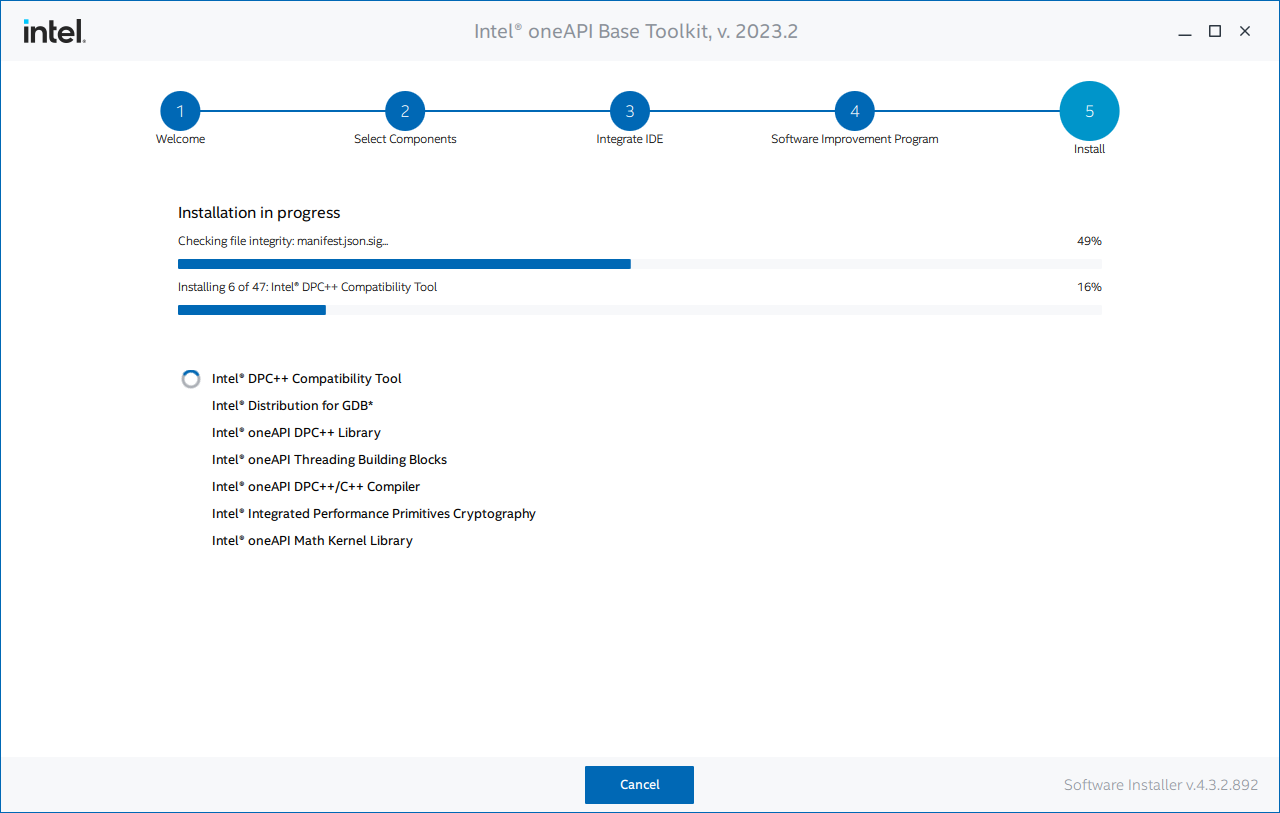 intel.
Intel® oneAPI Base Toolkit, v. 2023.2
1 2 3 4 5
Welcome Select Components Integrate IDE Software Improvement Program Install
Installation in progress
Checking file integrity: manifest.json.sig... 49%
Installing 6 of 47: Intel® DPC++ Compatibility Tool 16%
Intel® DPC++ Compatibility Tool
Intel® Distribution for GDB*
Intel® oneAPI DPC++ Library
Intel® oneAPI Threading Building Blocks
Intel® oneAPI DPC++/C++ Compiler
Intel® Integrated Performance Primitives Cryptography
Intel® oneAPI Math Kernel Library
Cancel
Software Installer v.4.3.2.892